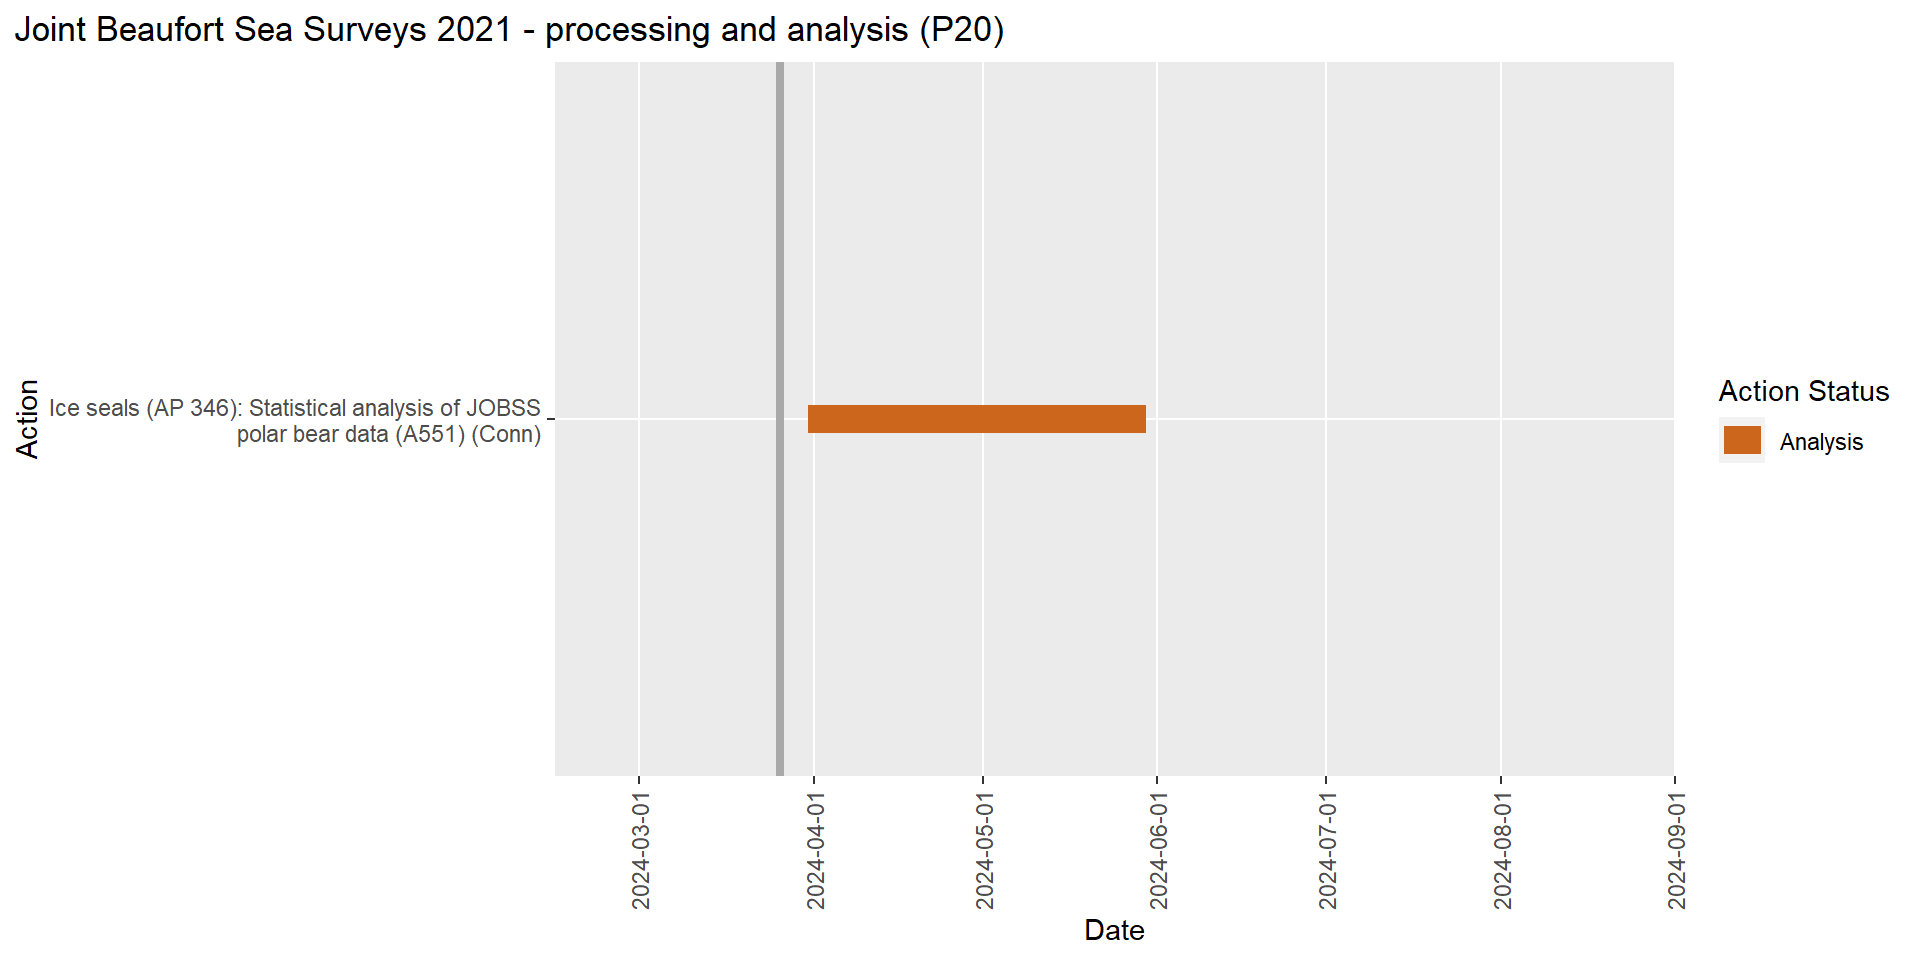 Joint Beaufort Sea Surveys 2021 - processing and analysis (P20)
Action
Ice seals (AP 346): Statistical analysis of JOBSS
polar bear data (A551) (Conn)
2024-03-01
2024-04-01
2024-05-01
2024-06-01
2024-07-01
2024-08-01
2024-09-01
Date
Action Status
Analysis